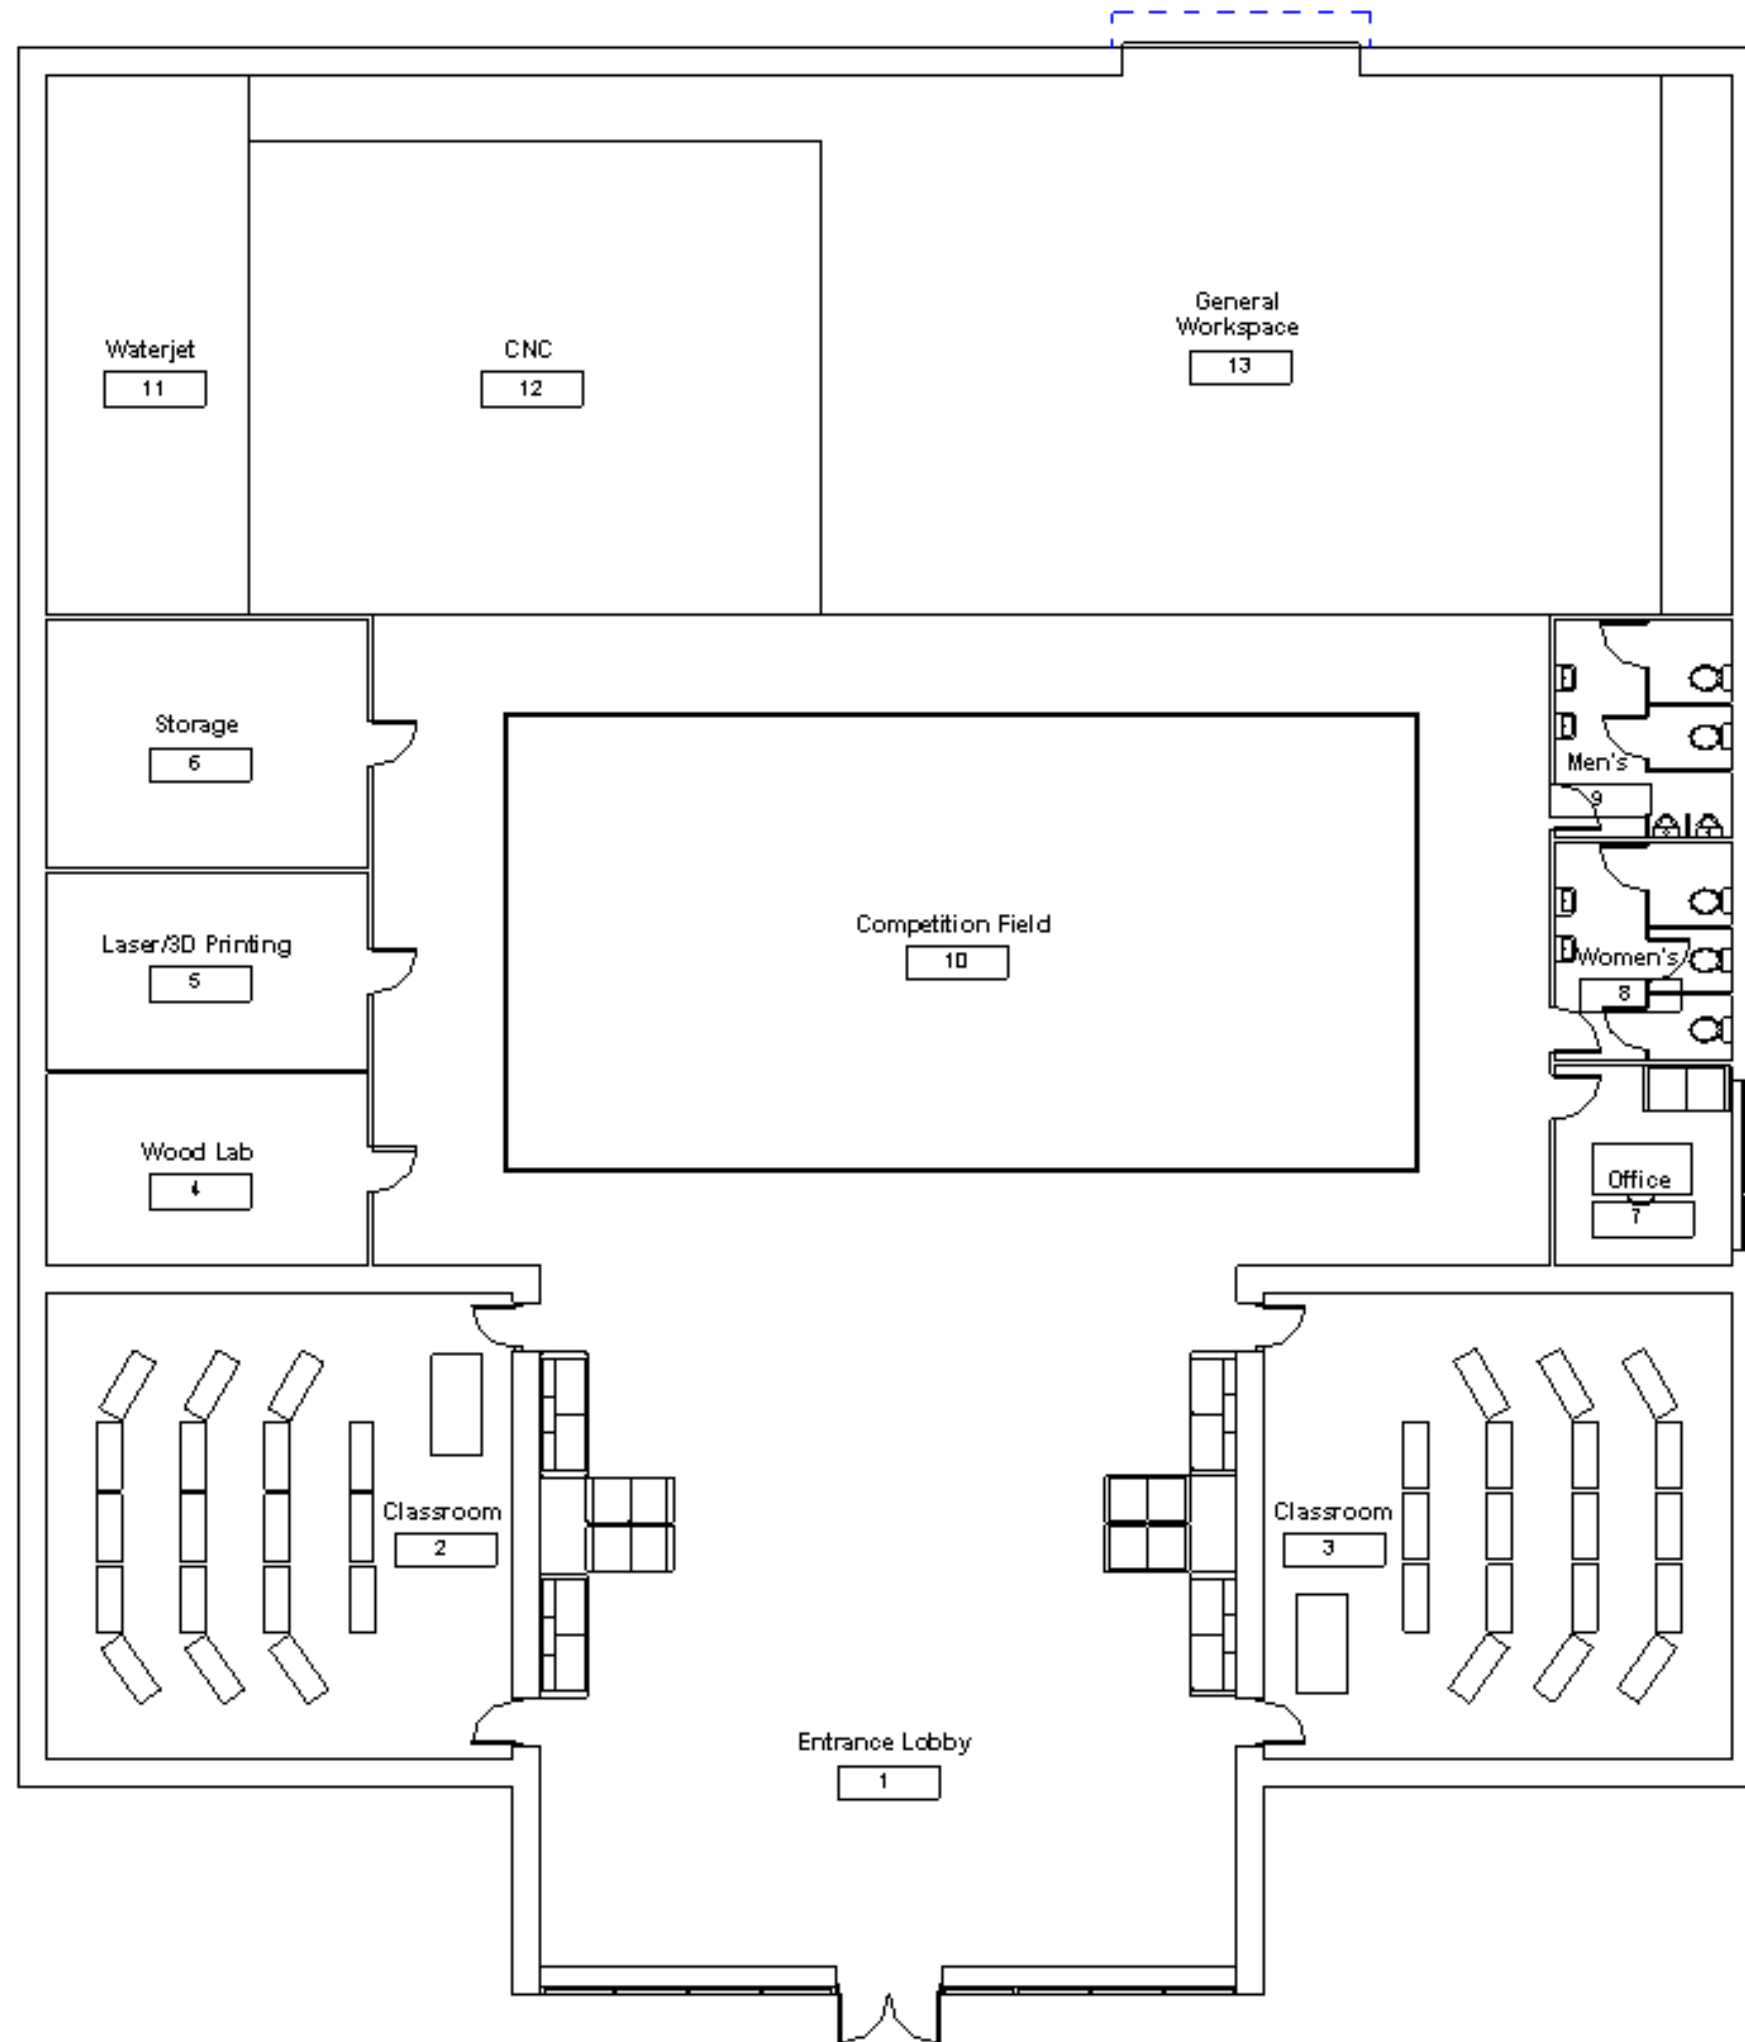 General
Workspace
13
Waterjet
11
CNC
12
Storage
6
Men's
9
Competition Field
10
Laser/3D Printing
5
Women's
8
Wood Lab
4
Office
7
Classroom
2
Classroom
3
Entrance Lobby
1